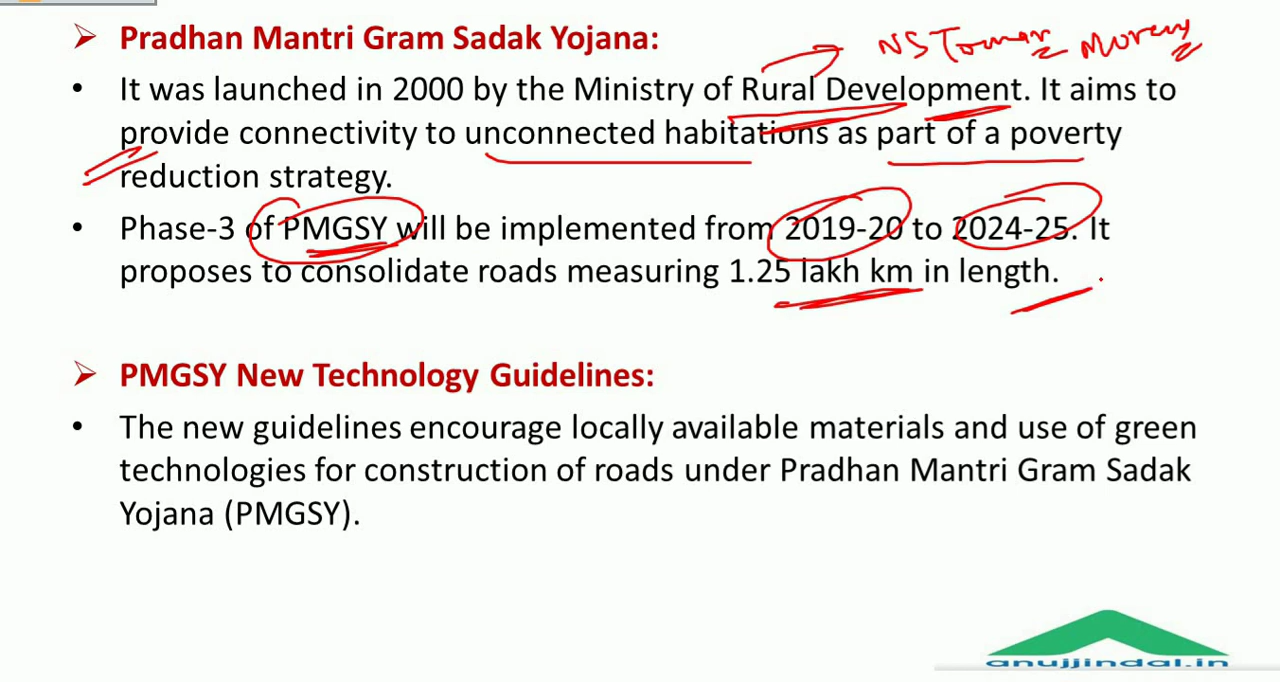 Pradhan Mantri Gram Sadak Yojana:
NS Tomar Morena
It was launched in 2000 by the Ministry of Rural Development. It aims to
provide connectivity to unconnected habitations as part of a poverty
reduction strategy.
Phase-3 of PMGSY will be implemented from 2019-20 to 2024-25. It
proposes to consolidate roads measuring 1.25 lakh km in length.
PMGSY New Technology Guidelines:
The new guidelines encourage locally available materials and use of green
technologies for construction of roads under Pradhan Mantri Gram Sadak
Yojana (PMGSY).
anujjindal.in